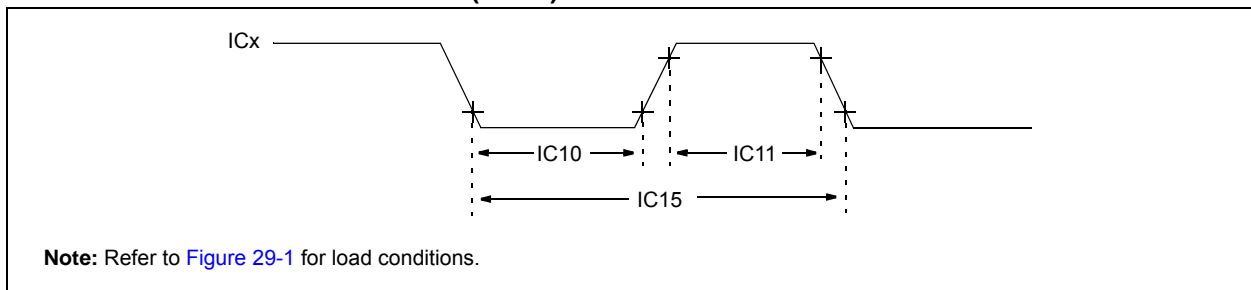 ICx
IC10
IC11
IC15
Note: Refer to Figure 29-1 for load conditions.